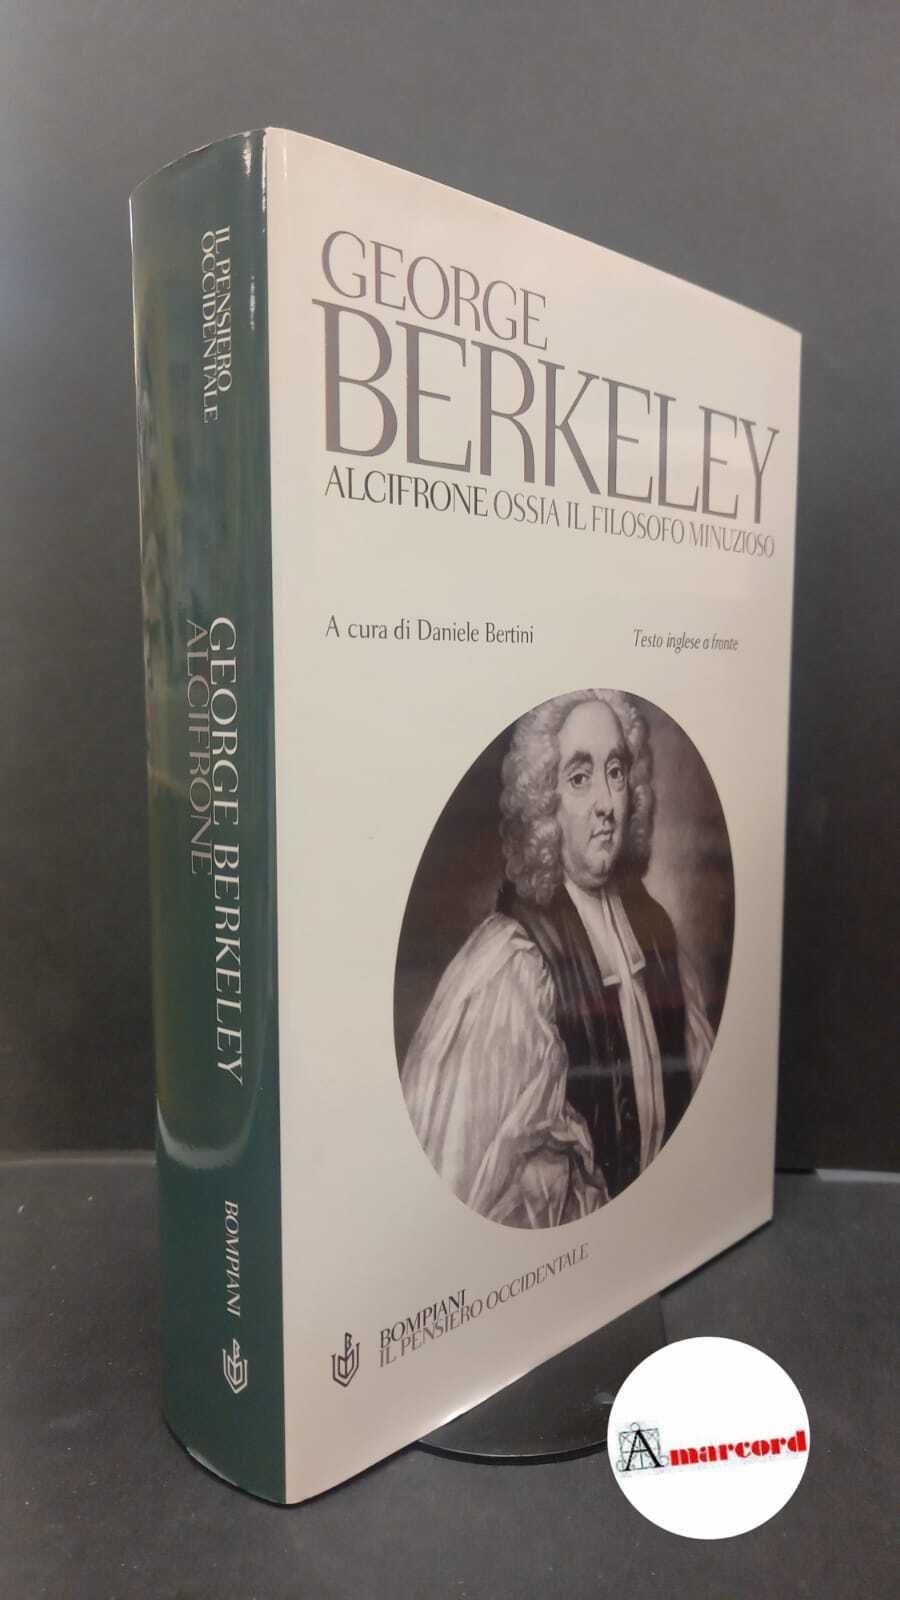 IL PENSIERO
OCCIDENTALE
GEORGE BERKELEY
ALCIFRONE
BOMPIANI
GEORGE
BERKELEY
ALCIFRONE OSSIA IL FILOSOFO MINUZIOSO
A cura di Daniele Bertini
Testo inglese a fronte
BOMPIANI
IL PENSIERO OCCIDENTALE
Amarcord